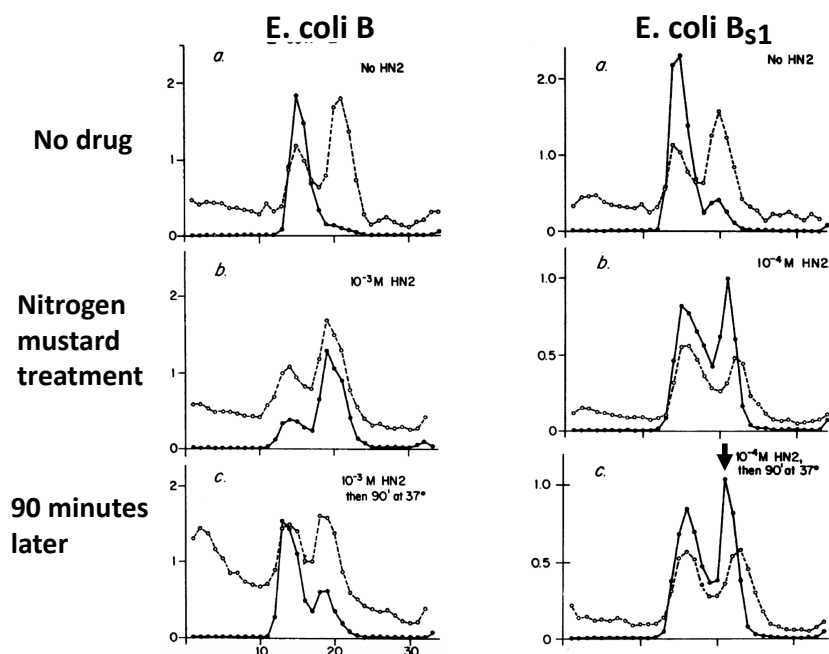 E. coli B
E. coli BS1
No drug
a.
No HN2
2
1
0
a.
No HN2
2.0
1.0
0
Nitrogen
mustard
treatment
b.
10-3M HN2
2
1
0
b.
10-4M HN2
1.0
0.5
0
90 minutes
later
c.
10-3 M HN2
then 90' at 37°
2
1
0
10
20
30
c.
10-4M HN2,
then 90' at 37°
1.0
0.5
0